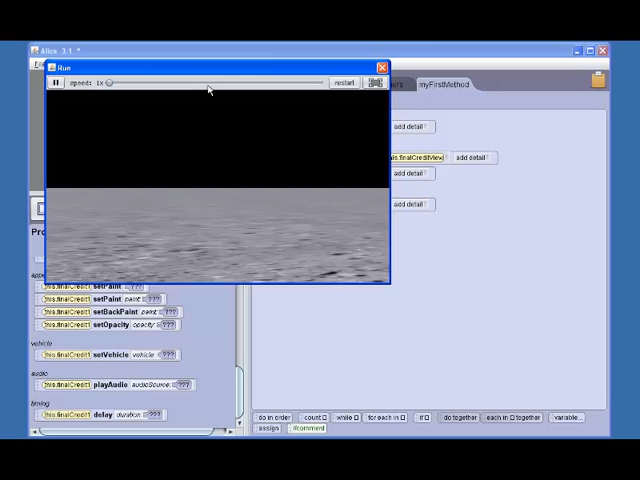 Alice 3.1 *
Run
speed: 1x
restart
myFirstMethod
add detail
this.finalCreditView add detail
add detail
add detail
this.finalCredit1 setPaint ???
this.finalCredit1 setPaint paint: ???
this.finalCredit1 setBackPaint paint: ???
this.finalCredit1 setOpacity opacity: ???
vehicle
this.finalCredit1 setVehicle vehicle: ???
audio
this.finalCredit1 playAudio audioSource: ???
timing
this.finalCredit1 delay duration: ???
do in order count while for each in if do together each in together variable...
assign //comment